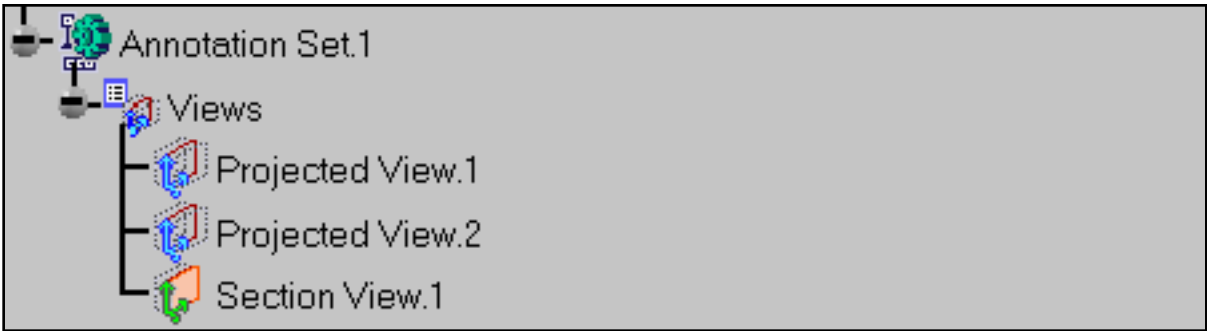 Annotation Set.1
Views
Projected View.1
Projected View.2
Section View.1